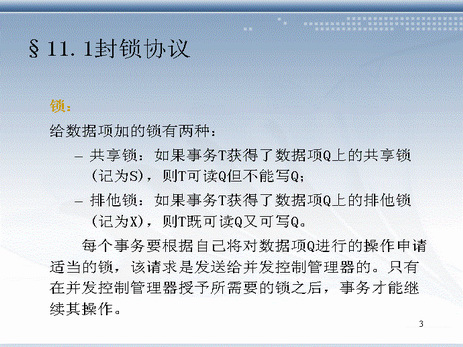 §11.1封锁协议
锁：
给数据项加的锁有两种：
– 共享锁：如果事务T获得了数据项Q上的共享锁
(记为S)，则T可读Q但不能写Q；
– 排他锁：如果事务T获得了数据项Q上的排他锁
(记为X)，则T既可读Q又可写Q。
每个事务要根据自己将对数据项Q进行的操作申请
适当的锁，该请求是发送给并发控制管理器的。只有
在并发控制管理器授予所需要的锁之后，事务才能继
续其操作。
3